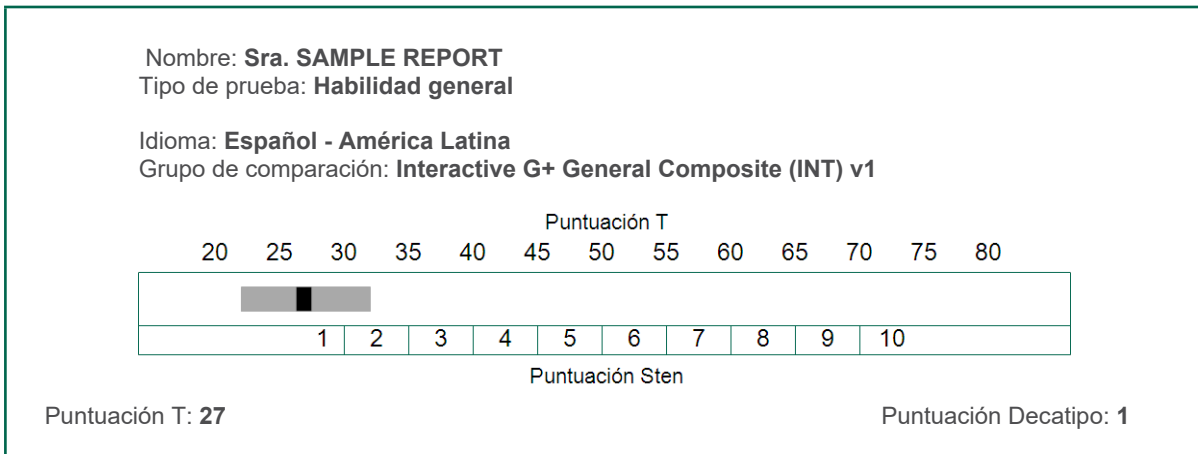 Nombre: Sra. SAMPLE REPORT
Tipo de prueba: Habilidad general
Idioma: Español - América Latina
Grupo de comparación: Interactive G+ General Composite (INT) v1
Puntuación T
20 25 30 35 40 45 50 55 60 65 70 75 80
1 2 3 4 5 6 7 8 9 10
Puntuación Sten
Puntuación T: 27 Puntuación Decatipo: 1